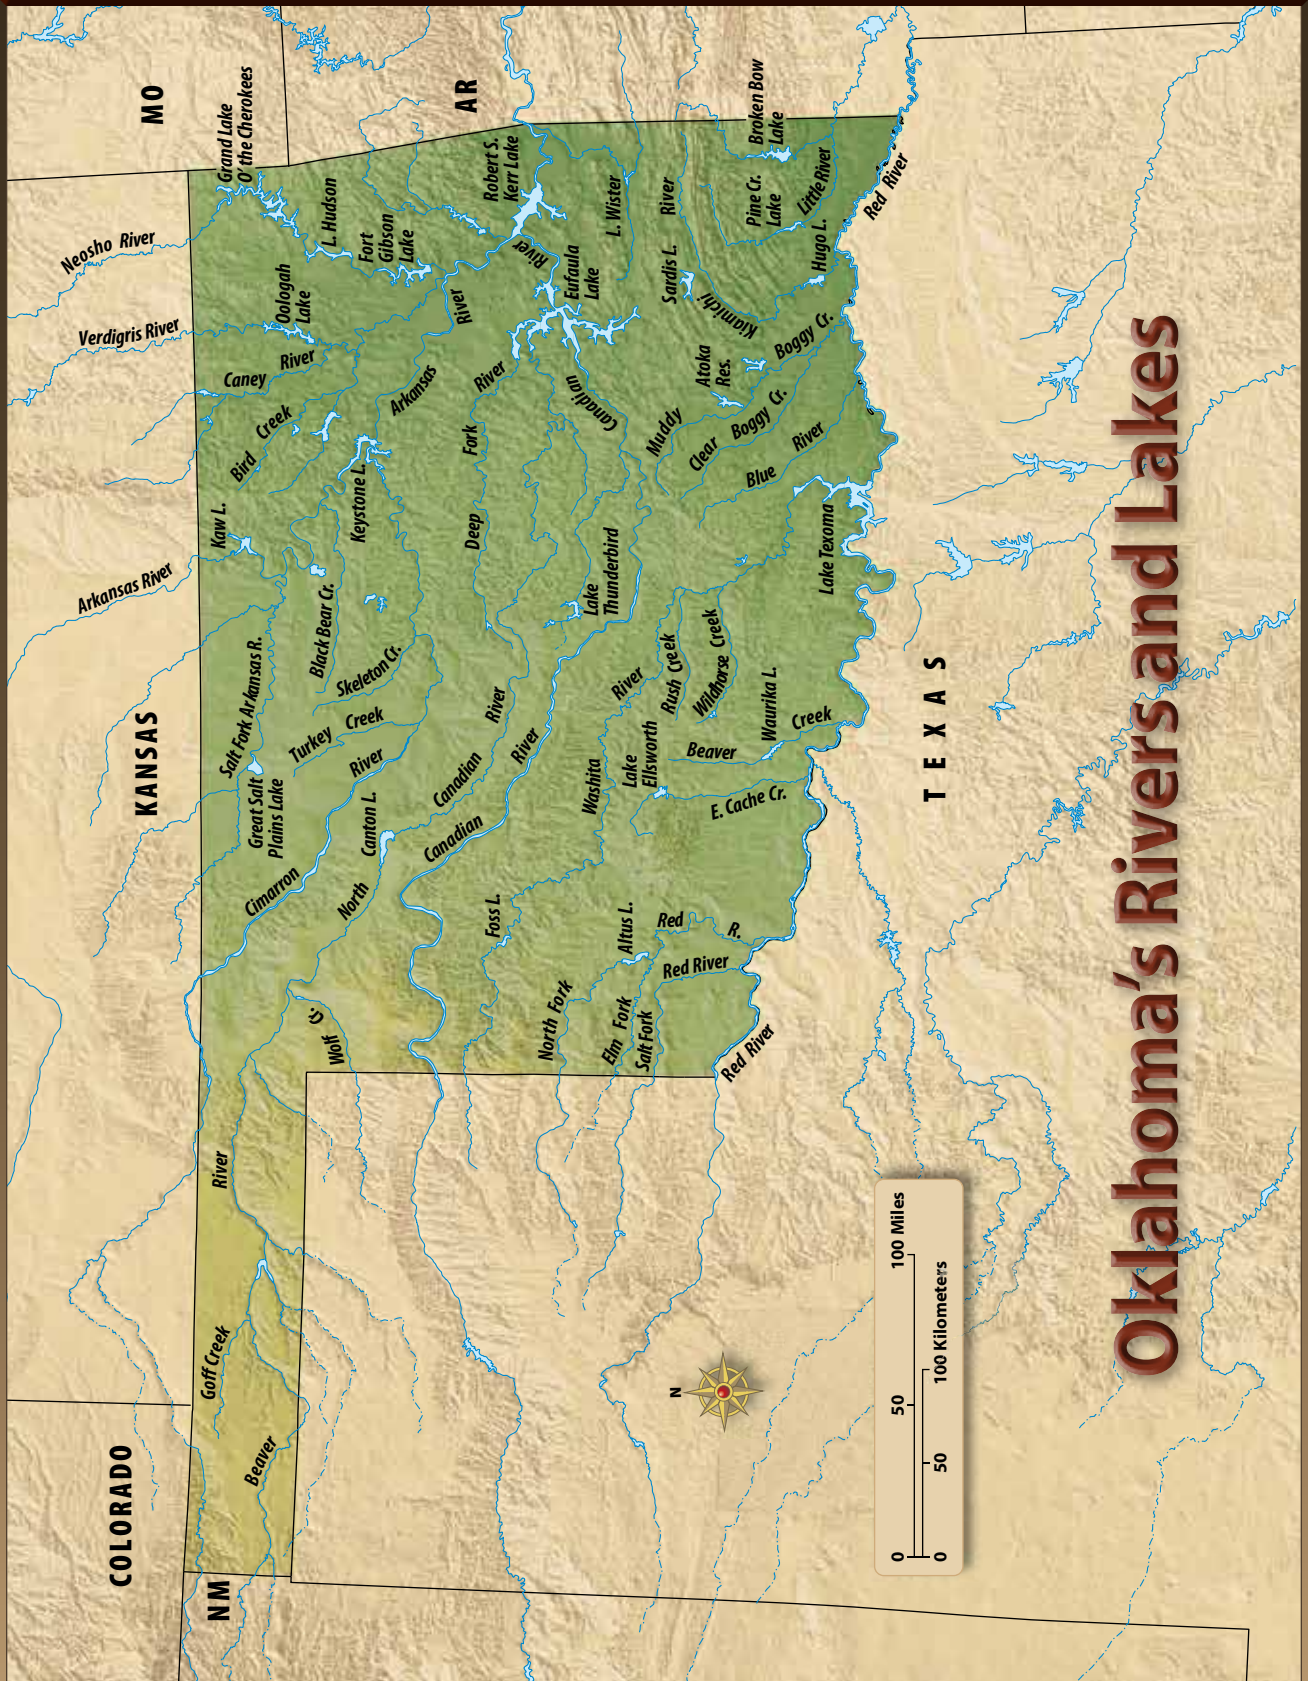 Oklahoma's Rivers and Lakes
COLORADO
KANSAS
MO
NM
AR
TEXAS
Neosho River
Verdigris River
Arkansas River
Grand Lake
O' the Cherokees
Oologah
Lake
Caney River
Bird Creek
Kaw L.
L. Hudson
Fort
Gibson
Lake
Salt Fork Arkansas R.
Great Salt
Plains Lake
Black Bear Cr.
Skeleton Cr.
Turkey Creek
Cimarron River
Keystone L.
Arkansas River
Robert S.
Kerr Lake
Goff Creek
Beaver River
Wolf Cr.
North Canadian River
Canton L.
Canadian River
Deep Fork River
Canadian River
Eufaula
Lake
Lake
Thunderbird
L. Wister
Foss L.
Washita River
North Fork Red R.
Elm Fork
Salt Fork Red River
Altus L.
Lake
Ellsworth
E. Cache Cr.
Beaver Creek
Waurika L.
Rush Creek
Wildhorse Creek
Lake Texoma
Blue River
Clear Boggy Cr.
Muddy Boggy Cr.
Atoka
Res.
Sardis L.
Kiamichi River
Hugo L.
Pine Cr.
Lake
Little River
Broken Bow
Lake
Red River
Red River
N
0 50 100 Miles
0 50 100 Kilometers